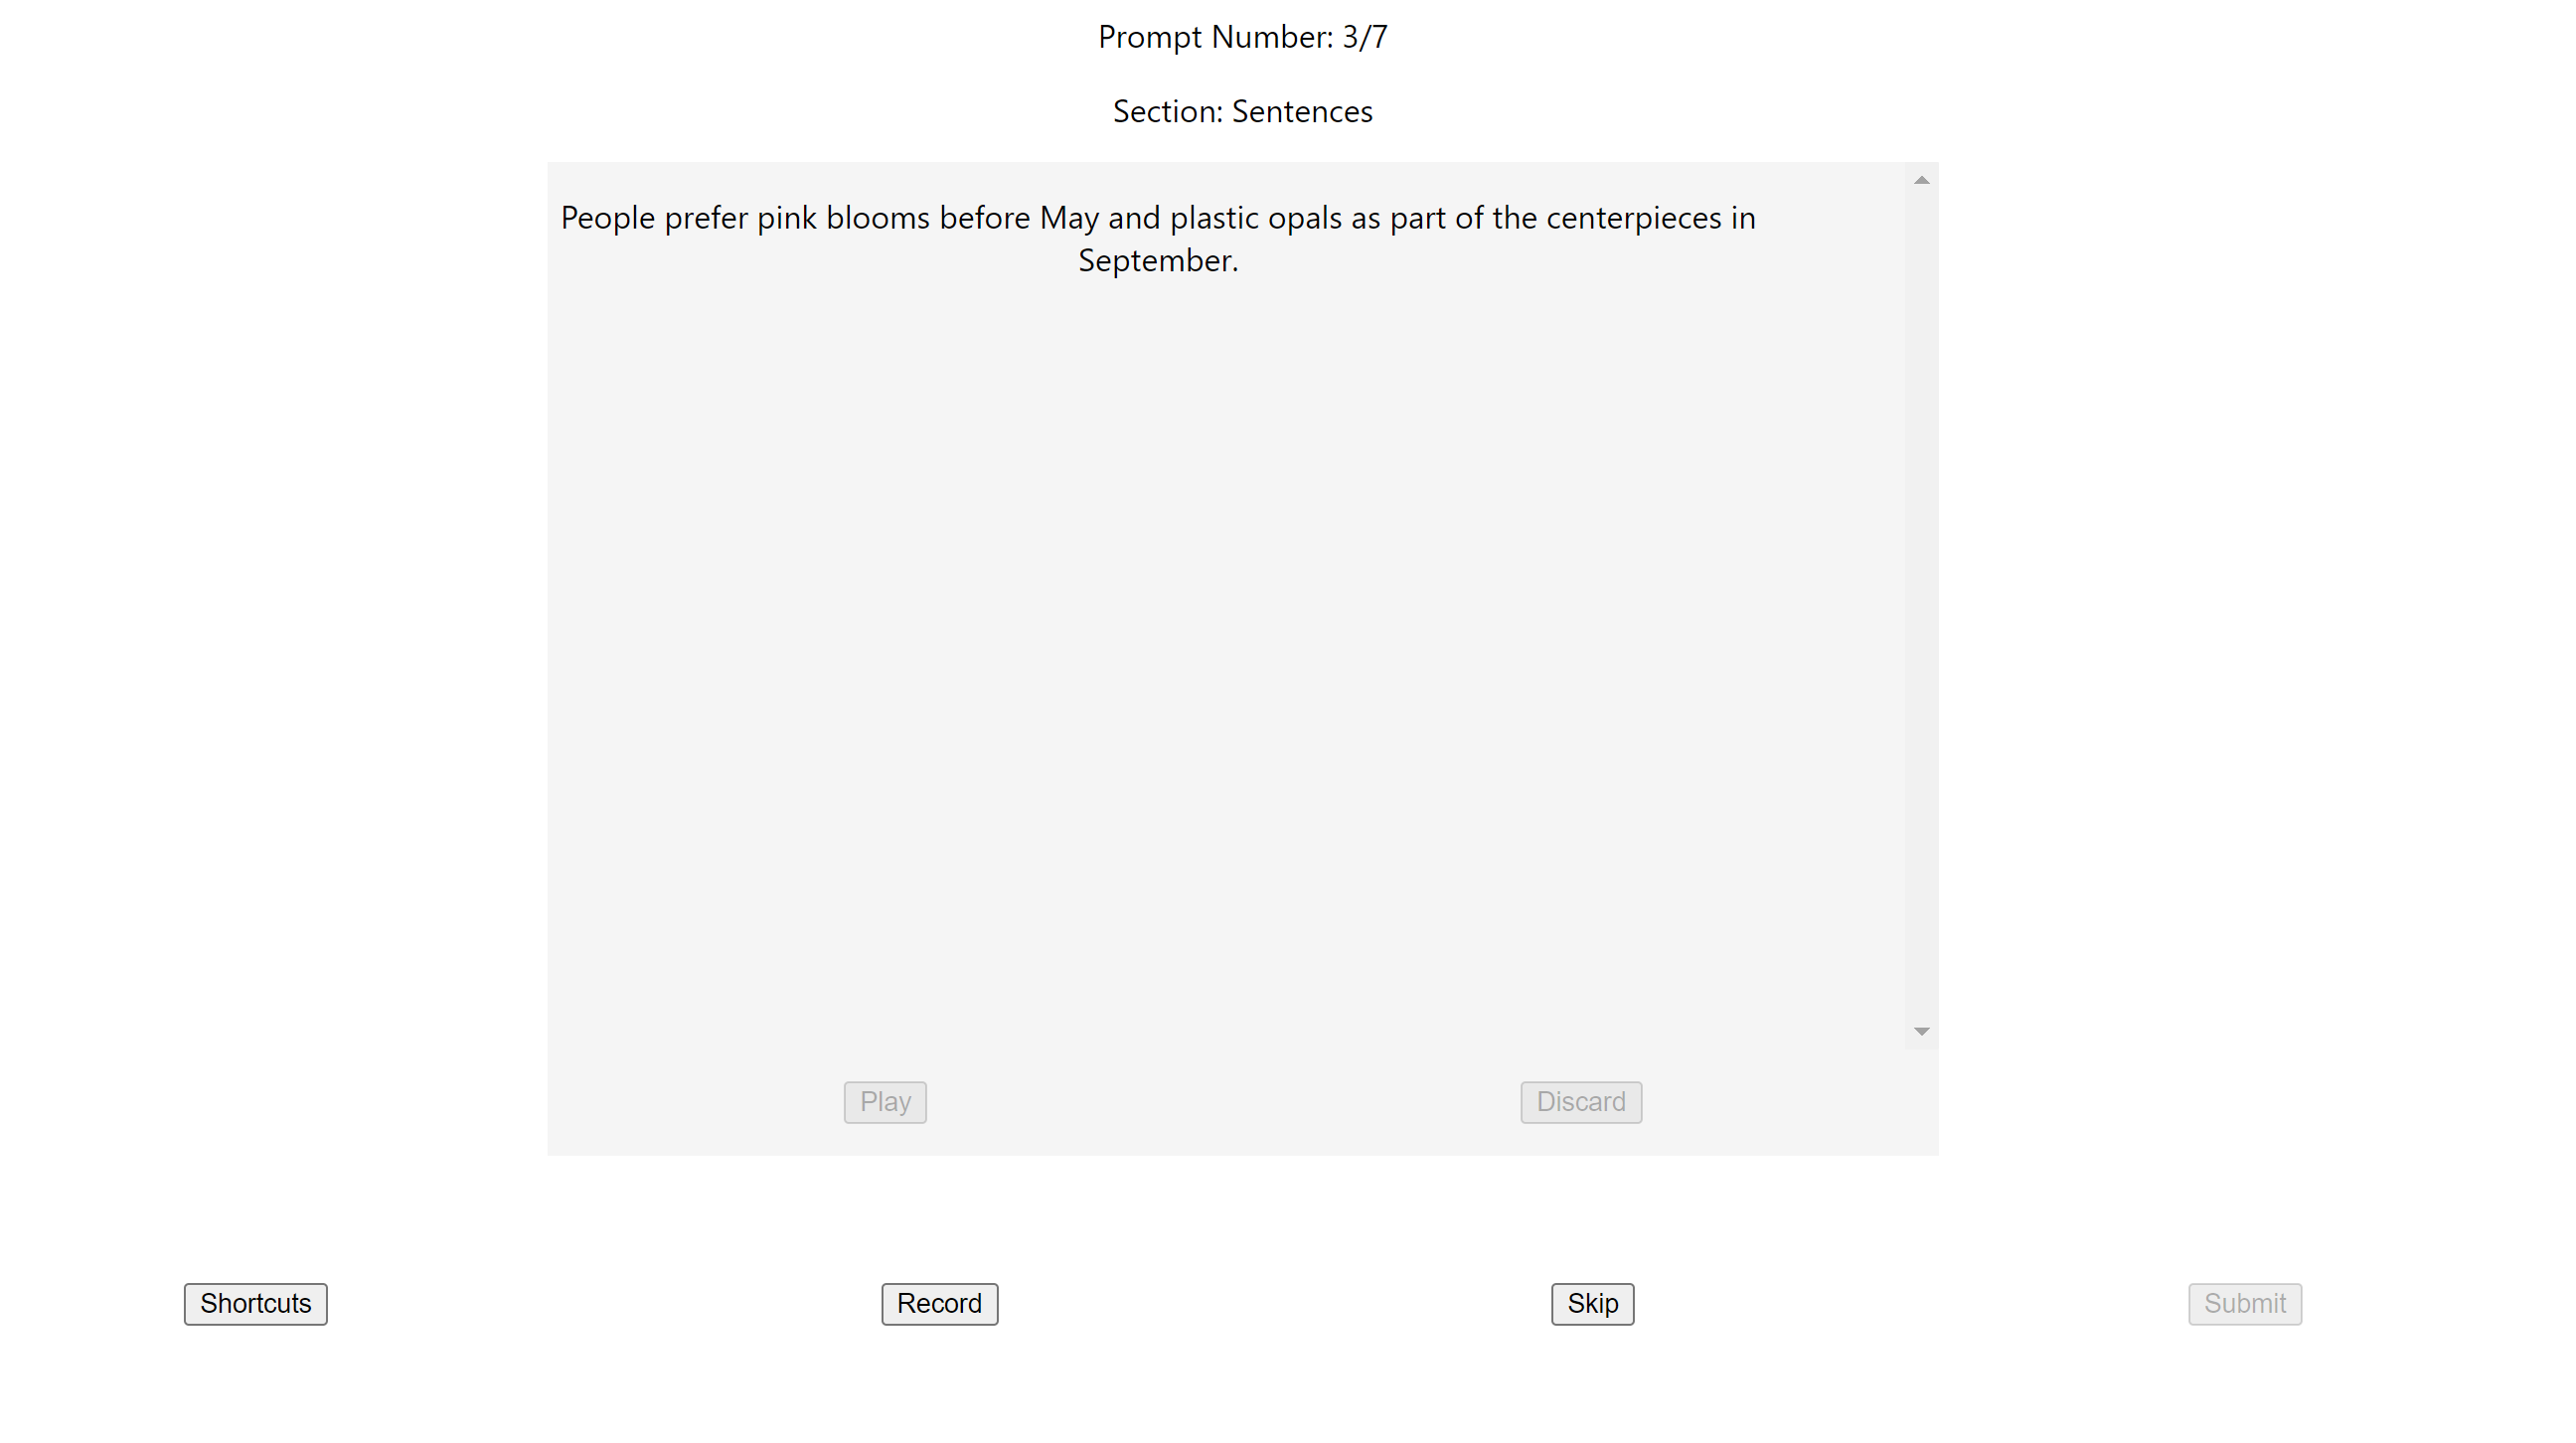 Prompt Number: 3/7
Section: Sentences
People prefer pink blooms before May and plastic opals as part of the centerpieces in
September.
Play
Discard
Shortcuts
Record
Skip
Submit